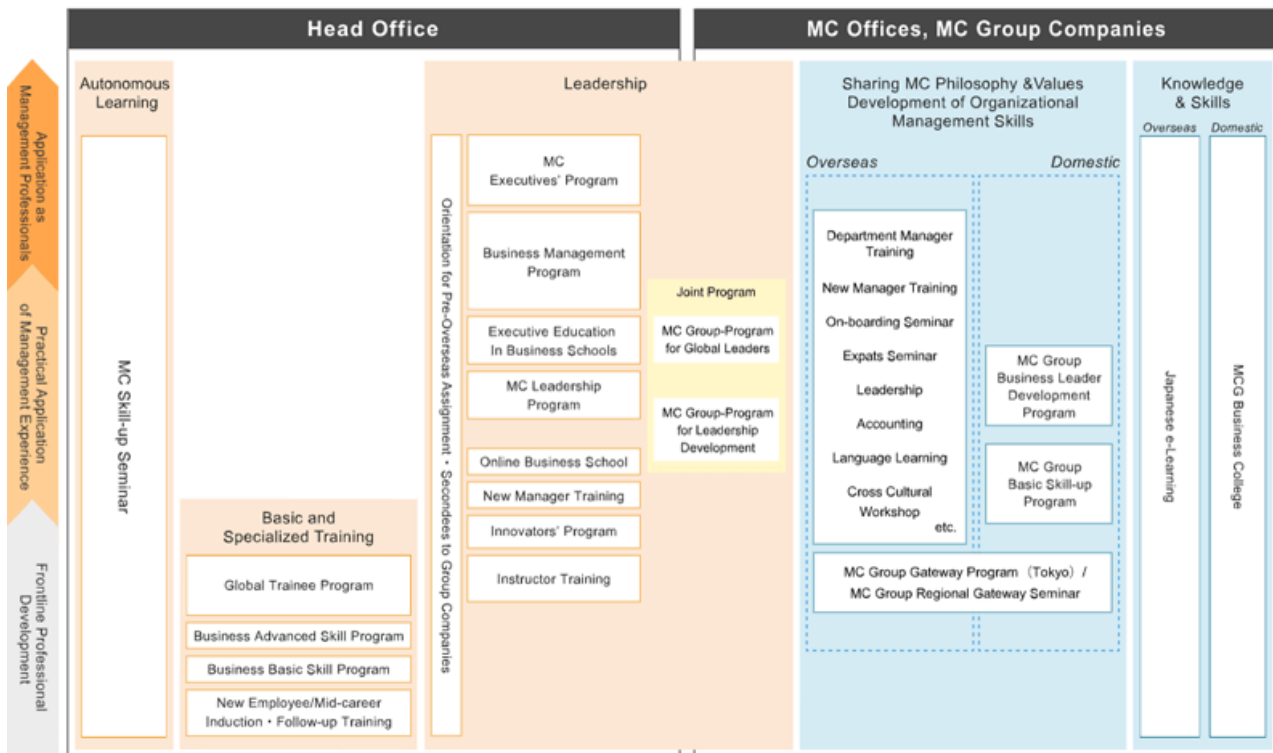 Head Office
MC Offices, MC Group Companies
Application as
Management Professionals
Practical Application
of Management Experience
Frontline Professional
Development
Autonomous
Learning
MC Skill-up Seminar
Basic and
Specialized Training
Global Trainee Program
Business Advanced Skill Program
Business Basic Skill Program
New Employee/Mid-career
Induction・Follow-up Training
Leadership
Orientation for Pre-Overseas Assignment・Secondees to Group Companies
MC
Executives' Program
Business Management
Program
Executive Education
In Business Schools
MC Leadership
Program
Online Business School
New Manager Training
Innovators' Program
Instructor Training
Joint Program
MC Group-Program
for Global Leaders
MC Group-Program
for Leadership
Development
Sharing MC Philosophy &Values
Development of Organizational
Management Skills
Overseas
Domestic
Department Manager
Training
New Manager Training
On-boarding Seminar
Expats Seminar
Leadership
Accounting
Language Learning
Cross Cultural
Workshop
etc.
MC Group
Business Leader
Development
Program
MC Group
Basic Skill-up
Program
MC Group Gateway Program（Tokyo）/
MC Group Regional Gateway Seminar
Knowledge
& Skills
Overseas
Domestic
Japanese e-Learning
MCG Business College